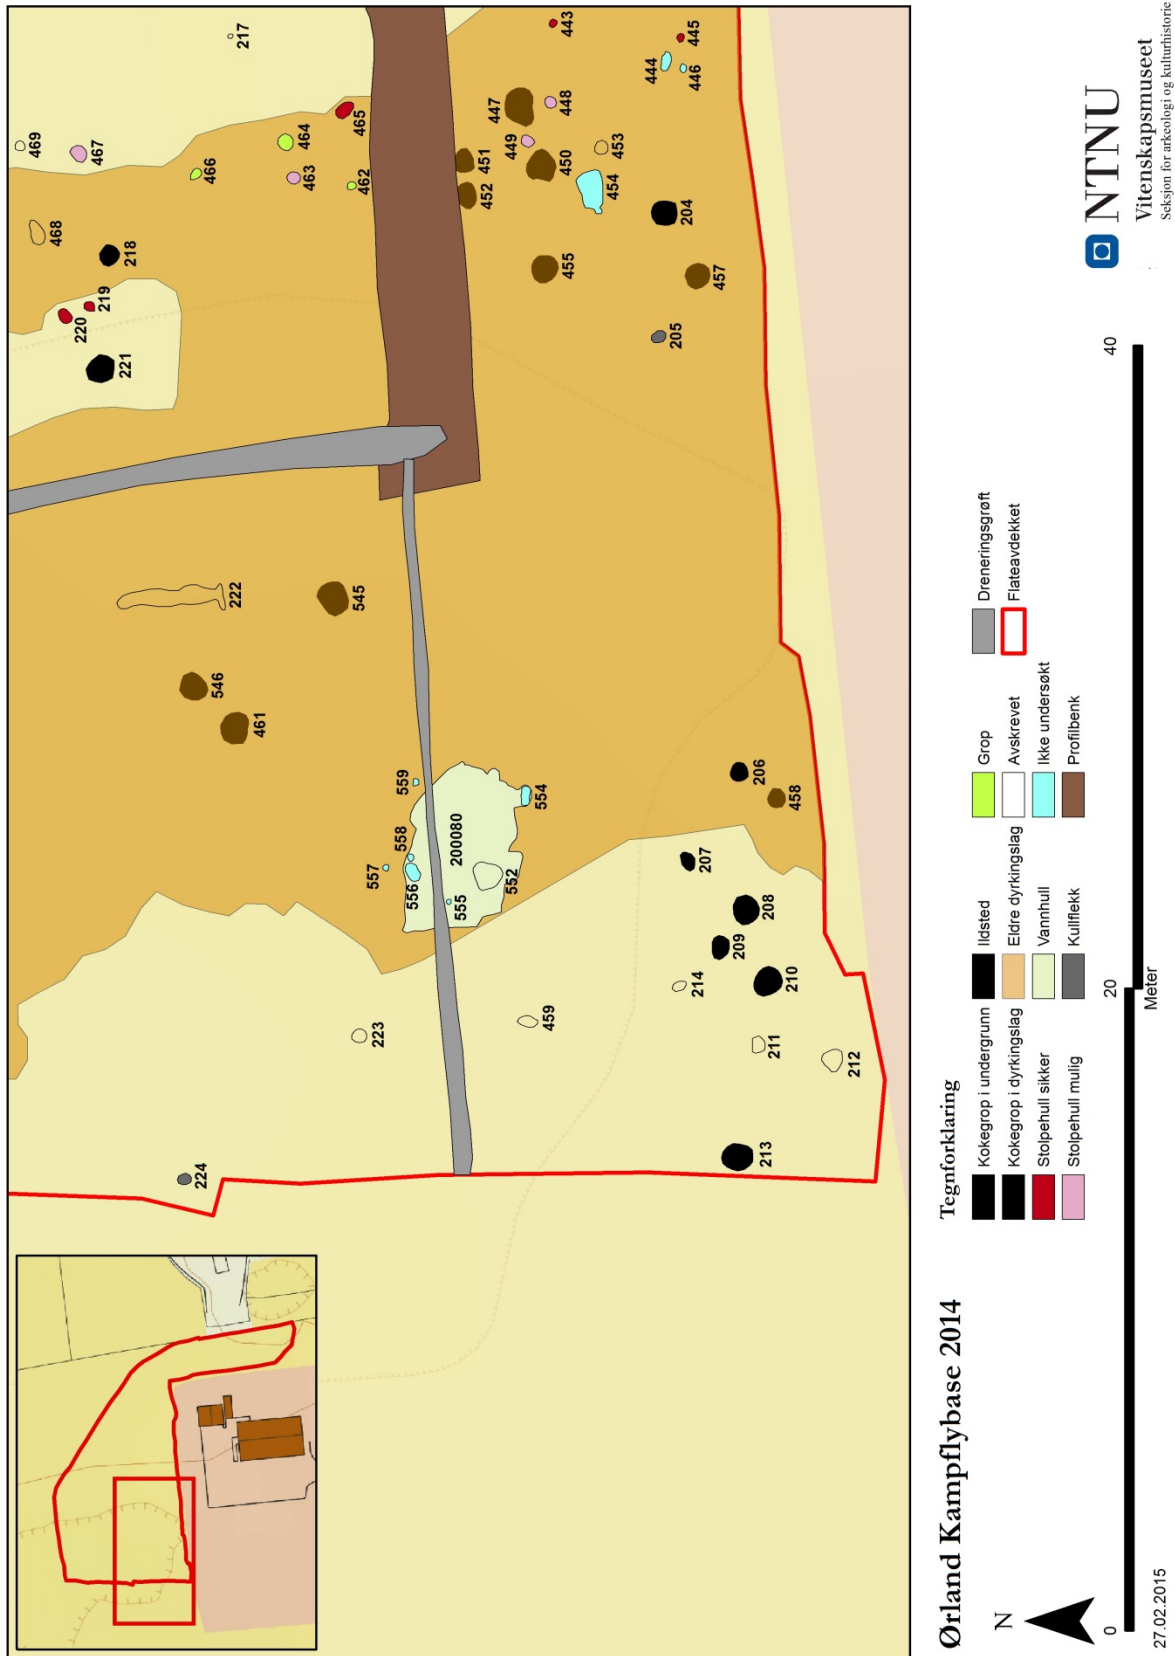 469
467
217
468
466
464
463
465
462
218
220
219
221
222
546
461
545
224
223
443
445
444
446
447
448
449
450
451
452
453
454
204
455
457
205
559
558
557
556
554
200080
555
552
206
458
207
208
209
210
214
459
211
212
213
Ørland Kampflybase 2014
Tegnforklaring
Kokegrop i undergrunn
Kokegrop i dyrkingslag
Stolpehull sikker
Stolpehull mulig
Ildsted
Eldre dyrkingslag
Vannhull
Kullflekk
Grop
Avskrevet
Ikke undersøkt
Profilbenk
Dreneringsgrøft
Flateavdekket
NTNU
Vitenskapsmuseet
Seksjon for arkeologi og kulturhistorie
N
0
20
40
Meter
27.02.2015